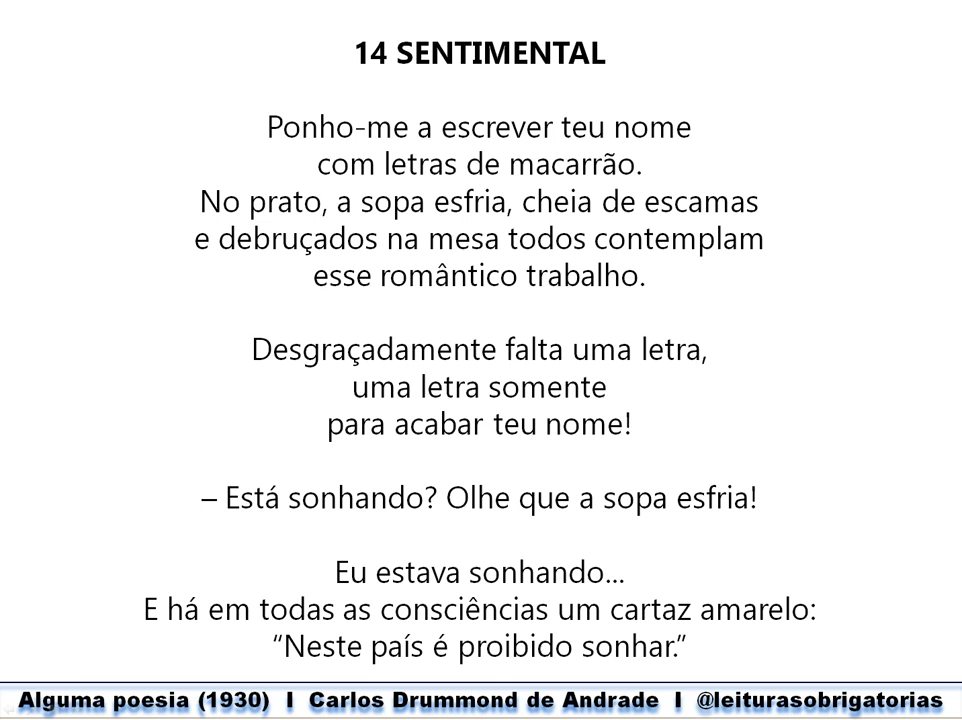 14 SENTIMENTAL
Ponho-me a escrever teu nome
com letras de macarrão.
No prato, a sopa esfria, cheia de escamas
e debruçados na mesa todos contemplam
esse romântico trabalho.
Desgraçadamente falta uma letra,
uma letra somente
para acabar teu nome!
– Está sonhando? Olhe que a sopa esfria!
Eu estava sonhando...
E há em todas as consciências um cartaz amarelo:
“Neste país é proibido sonhar.”
Alguma poesia (1930) I Carlos Drummond de Andrade I @leiturasobrigatorias